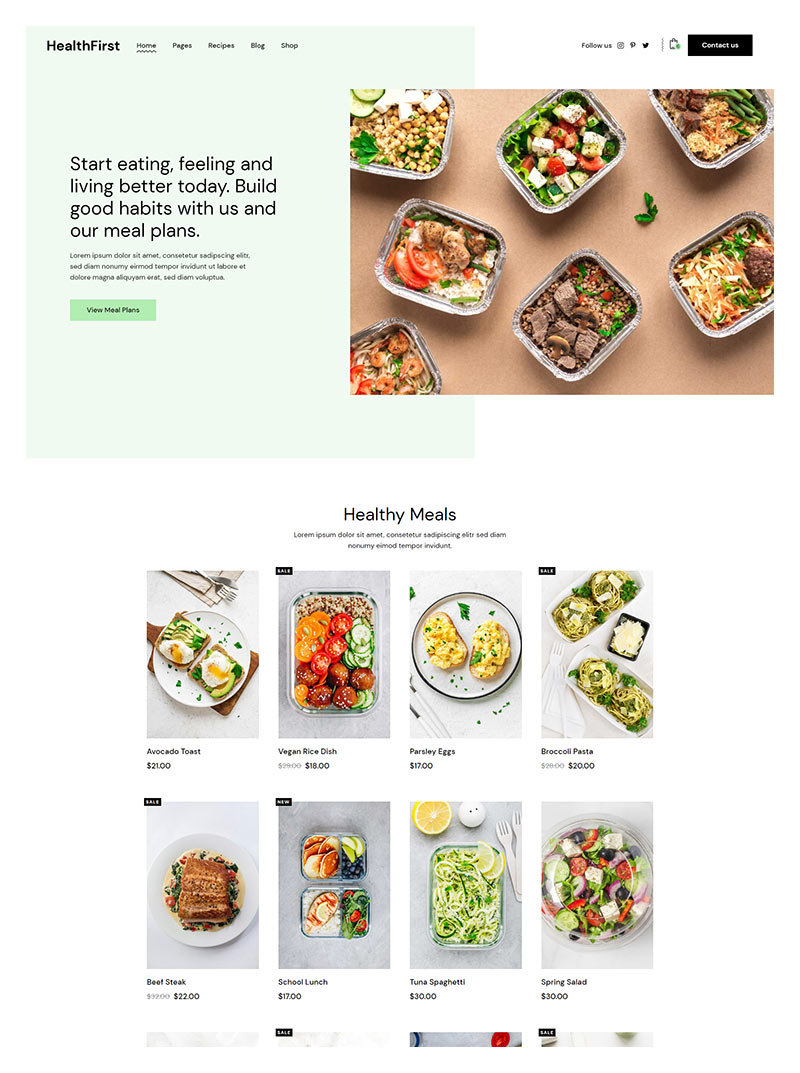 HealthFirst Home Pages Recipes Blog Shop Follow us Contact us
Start eating, feeling and
living better today. Build
good habits with us and
our meal plans.
Lorem ipsum dolor sit amet, consetetur sadipscing elitr,
sed diam nonumy eirmod tempor invidunt ut labore et
dolore magna aliquyam erat, sed diam voluptua.
View Meal Plans
Healthy Meals
Lorem ipsum dolor sit amet, consetetur sadipiscing elitr sed diam
nonumy eimod tempor invidunt.
SALE SALE
Avocado Toast Vegan Rice Dish Parsley Eggs Broccoli Pasta
$21.00 $29.00 $18.00 $17.00 $28.00 $20.00
SALE NEW
Beef Steak School Lunch Tuna Spaghetti Spring Salad
$32.00 $22.00 $17.00 $30.00 $30.00
SALE SALE